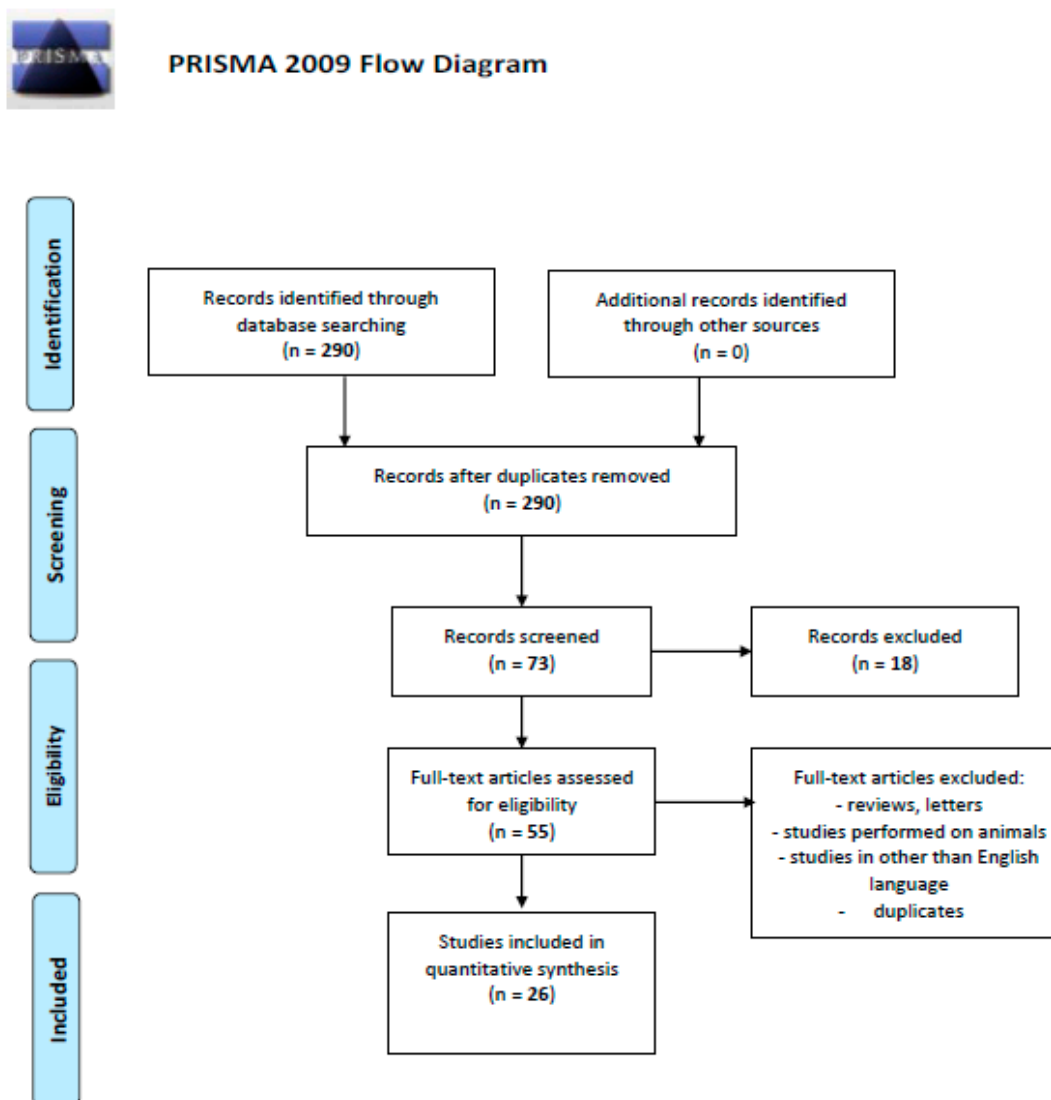 PRISMA
PRISMA 2009 Flow Diagram
Identification
Records identified through
database searching
(n = 290)
Additional records identified
through other sources
(n = 0)
Screening
Records after duplicates removed
(n = 290)
Records screened
(n = 73)
Records excluded
(n = 18)
Eligibility
Full-text articles assessed
for eligibility
(n = 55)
Full-text articles excluded:
- reviews, letters
- studies performed on animals
- studies in other than English
language
- duplicates
Included
Studies included in
quantitative synthesis
(n = 26)